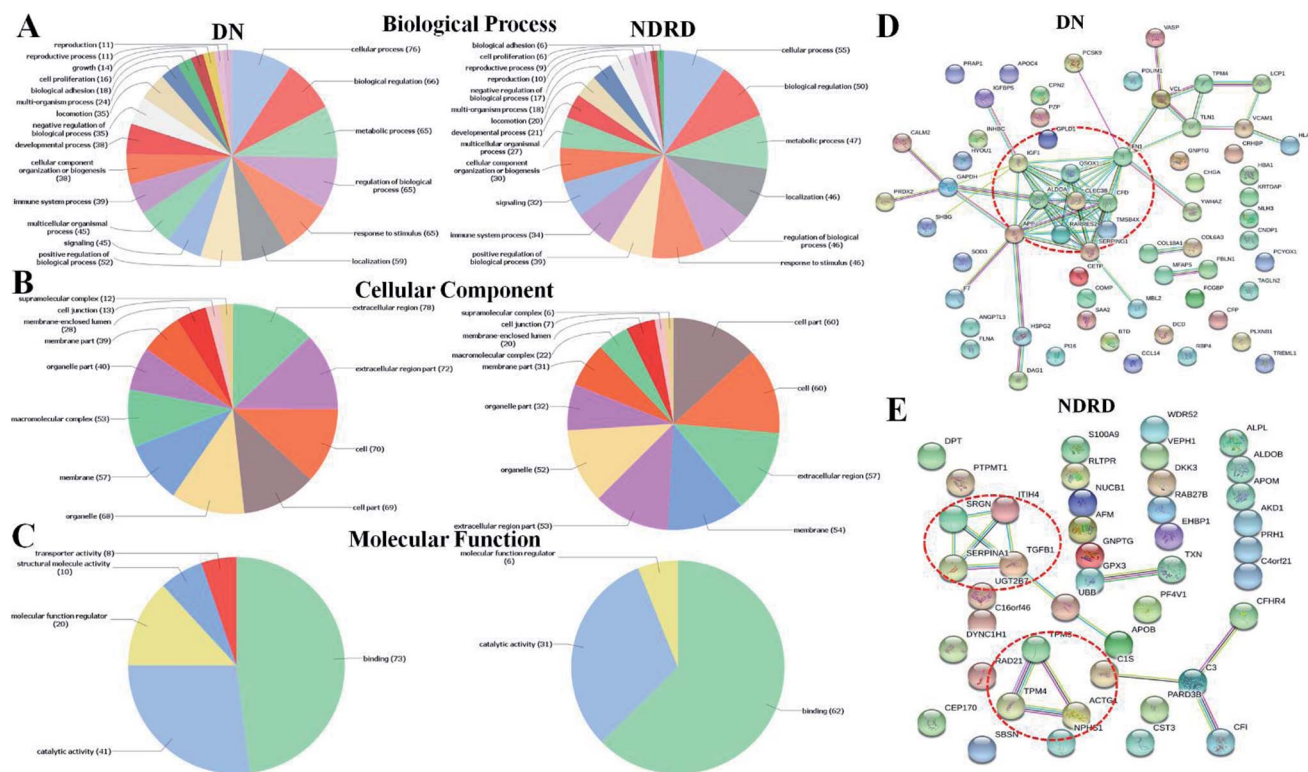 A
Biological Process
DN
NDRD
reproduction (11)
reproductive process (11)
growth (14)
cell proliferation (16)
biological adhesion (18)
multi-organism process (24)
locomotion (35)
negative regulation of
biological process (35)
developmental process (38)
cellular component
organization or biogenesis (38)
immune system process (39)
multicellular organismal
process (45)
signaling (45)
positive regulation of
biological process (52)
cellular process (76)
biological regulation (66)
metabolic process (65)
regulation of biological
process (65)
response to stimulus (65)
localization (59)
biological adhesion (6)
cell proliferation (6)
reproductive process (9)
reproduction (10)
negative regulation of
biological process (17)
multi-organism process (18)
locomotion (20)
developmental process (21)
multicellular organismal
process (27)
cellular component
organization or biogenesis
(30)
signaling (32)
immune system process (34)
positive regulation of
biological process (39)
cellular process (55)
biological regulation (50)
metabolic process (47)
localization (46)
regulation of biological
process (46)
response to stimulus (46)
B
Cellular Component
supramolecular complex (12)
cell junction (13)
membrane-enclosed lumen
(28)
membrane part (39)
organelle part (40)
macromolecular complex (53)
membrane (57)
organelle (68)
extracellular region (78)
extracellular region part (72)
cell (70)
cell part (69)
supramolecular complex (6)
cell junction (7)
membrane-enclosed lumen
(20)
macromolecular complex (22)
membrane part (31)
organelle part (32)
organelle (52)
extracellular region part (53)
cell part (60)
cell (60)
extracellular region (57)
membrane (54)
C
Molecular Function
transporter activity (8)
structural molecule activity
(10)
molecular function regulator
(20)
catalytic activity (41)
binding (73)
molecular function regulator
(6)
catalytic activity (31)
binding (62)
D
DN
VASP
PCSK9
PRAP1
APOC4
PDLIM1
TPM4
LCP1
IGFBP5
CPN2
VCL
PZP
TLN1
VCAM1
CALM2
INHBC
GPLD1
FN1
HLA
IGF1
QSOX1
GNPTG
CRHBP
HYOU1
HBA1
GAPDH
CHGA
KRTDAP
ALDOA
CLEC3B
CFD
PRDX2
YWHAZ
MLN3
SHBG
APP
RARRES2
TMSB4X
CNDP1
SERPING1
COL18A1
COL6A3
SOD3
PCYOX1
CETP
MFAP5
FBLN1
F7
COMP
MBL2
FCGBP
TAGLN2
ANGPTL3
SAA2
HSPG2
DCD
CFP
BTD
PLXNB1
FLNA
PI16
RBP4
CCL14
TREML1
DAG1
E
NDRD
DPT
S100A9
WDR52
ALPL
RLTPR
VEPH1
ALDOB
PTPMT1
NUCB1
DKK3
APOM
ITIH4
SRGN
AFM
RAB27B
AKD1
GNPTG
EHBP1
PRH1
SERPINA1
TGFB1
GPX3
TXN
C4orf21
UGT2B7
UBB
C16orf46
PF4V1
CFHR4
DYNC1H1
APOB
TPM3
RAD21
C1S
C3
TPM4
ACTG1
PARD3B
CEP170
NPHS1
CST3
CFI
SBSN